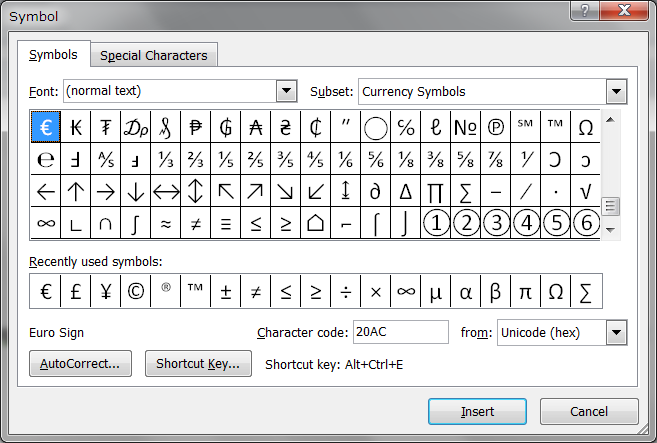 Symbol
Symbols Special Characters
Font: (normal text) Subset: Currency Symbols
€ ₭ ₮ ₯ ₰ ₱ ₲ ₳ ₴ ₵ ″ ⃝ ℅ ℓ № ℗ ℠ ™ Ω
℮ Ⅎ ⅍ ⅎ ⅓ ⅔ ⅕ ⅖ ⅗ ⅘ ⅙ ⅚ ⅛ ⅜ ⅝ ⅞ ⅟ Ↄ ↄ
← ↑ → ↓ ↔ ↕ ↖ ↗ ↘ ↙ ↨ ∂ ∆ ∏ ∑ − ∕ ∙ √
∞ ∟ ∩ ∫ ≈ ≠ ≡ ≤ ≥ ⌂ ⌐ ⌠ ⌡ ① ② ③ ④ ⑤ ⑥
Recently used symbols:
€ £ ¥ © ® ™ ± ≠ ≤ ≥ ÷ × ∞ µ α β π Ω ∑
Euro Sign Character code: 20AC from: Unicode (hex)
AutoCorrect... Shortcut Key... Shortcut key: Alt+Ctrl+E
Insert Cancel